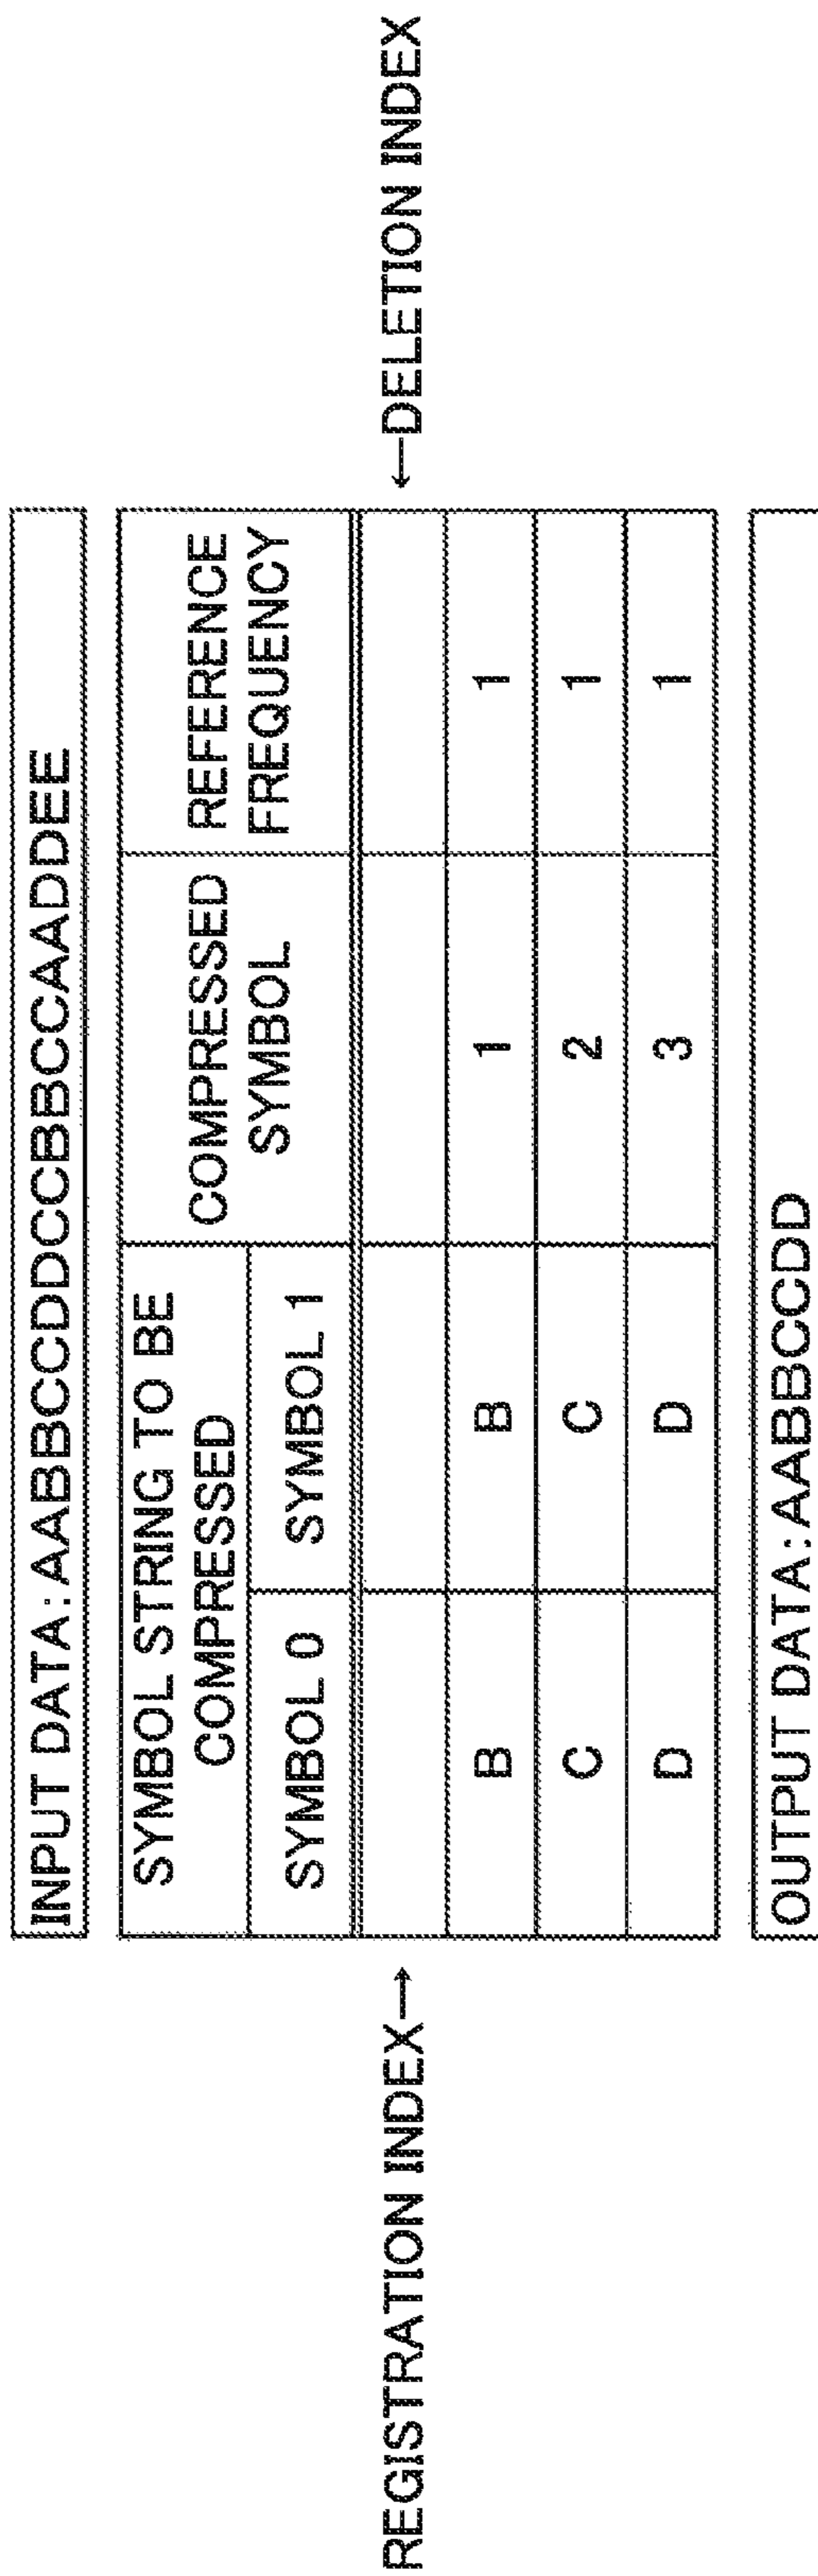 INPUT DATA: AABBCCDDCCBBCCAADDEE
SYMBOL STRING TO BE
COMPRESSED
COMPRESSED
SYMBOL
REFERENCE
FREQUENCY
SYMBOL 0
SYMBOL 1
REGISTRATION INDEX→
←DELETION INDEX
B B 1 1
C C 2 1
D D 3 1
OUTPUT DATA: AABBCCDD